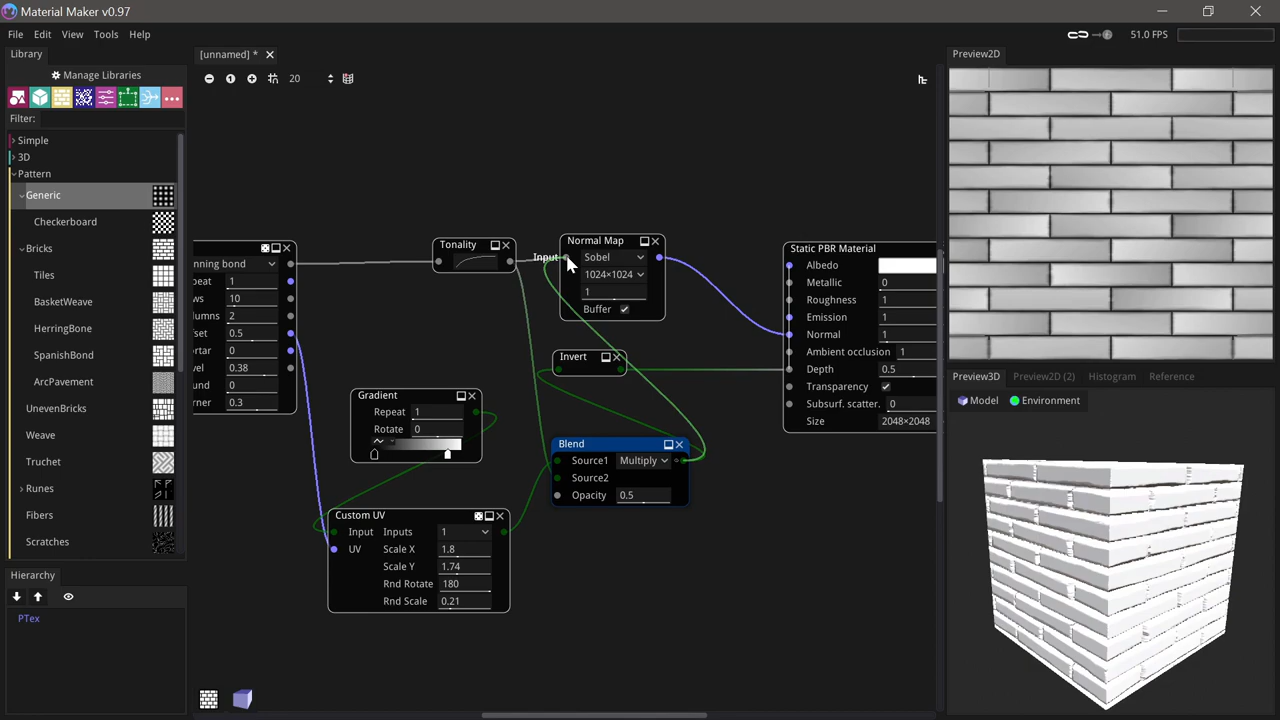 Material Maker v0.97
File Edit View Tools Help
51.0 FPS
Library
Manage Libraries
Filter:
Simple
3D
Pattern
Generic
Checkerboard
Bricks
Tiles
BasketWeave
HerringBone
SpanishBond
ArcPavement
UnevenBricks
Weave
Truchet
Runes
Fibers
Scratches
Hierarchy
PTex
[unnamed] *
20
nning bond
peat 1
ws 10
lumns 2
fset 0.5
ortar 0
vel 0.38
ound 0
rner 0.3
Tonality
Normal Map
Input
Sobel
1024×1024
1
Buffer
Invert
Gradient
Repeat 1
Rotate 0
Blend
Source1 Multiply
Source2
Opacity 0.5
Custom UV
Input Inputs 1
UV Scale X 1.8
Scale Y 1.74
Rnd Rotate 180
Rnd Scale 0.21
Static PBR Material
Albedo
Metallic 0
Roughness 1
Emission 1
Normal 1
Ambient occlusion 1
Depth 0.5
Transparency
Subsurf. scatter. 0
Size 2048×2048
Preview2D
Preview3D Preview2D (2) Histogram Reference
Model Environment